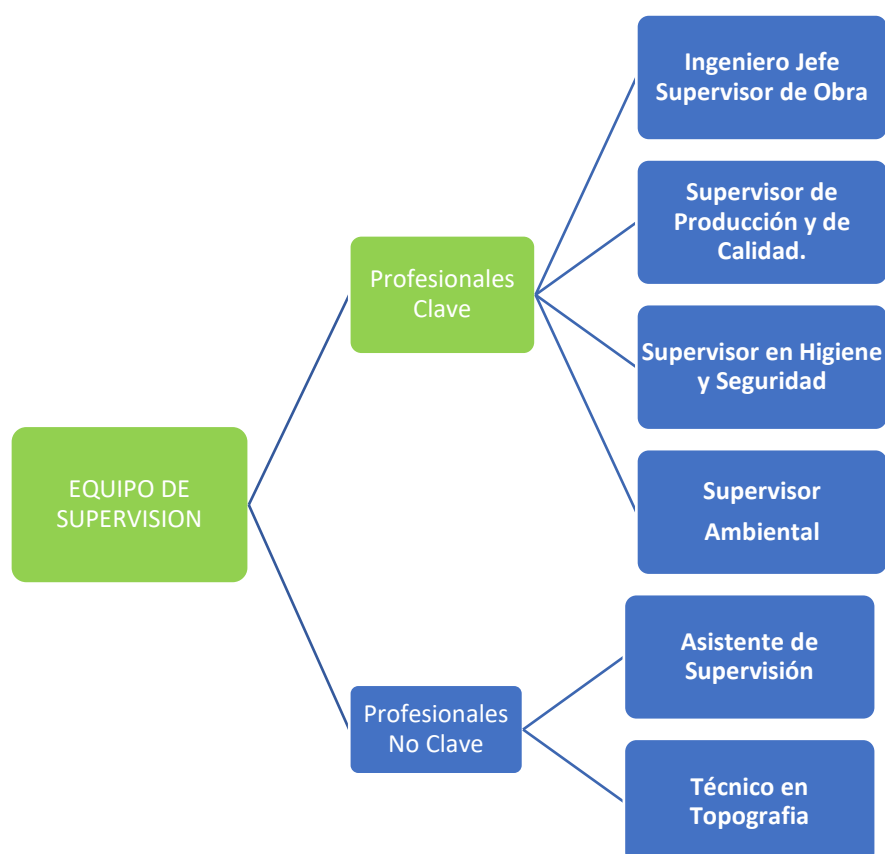 EQUIPO DE
SUPERVISION
Profesionales
Clave
Ingeniero Jefe
Supervisor de Obra
Supervisor de
Producción y de
Calidad.
Supervisor en Higiene
y Seguridad
Supervisor
Ambiental
Profesionales
No Clave
Asistente de
Supervisión
Técnico en
Topografia